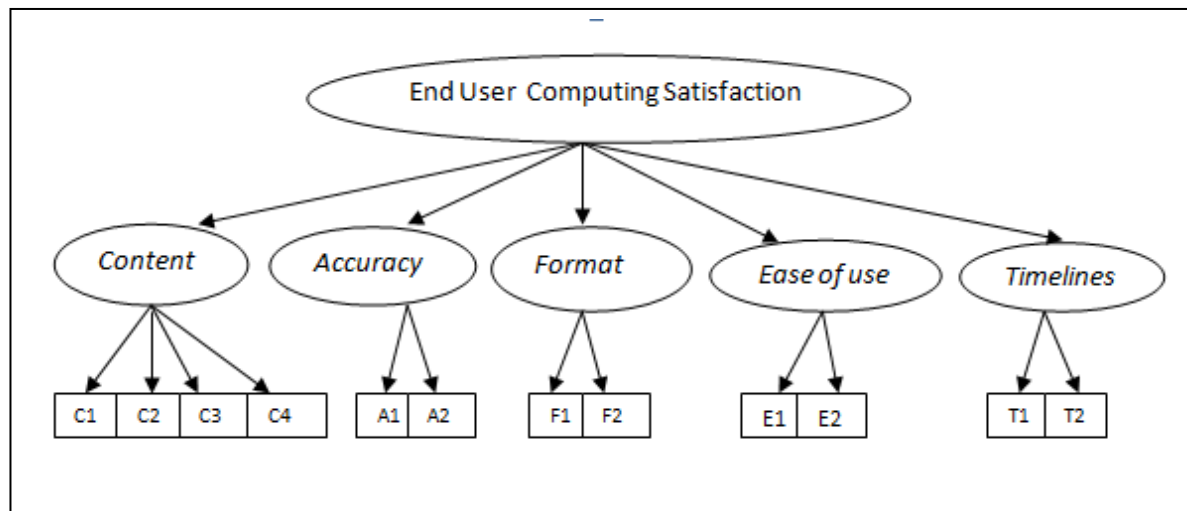 End User Computing Satisfaction
Content Accuracy Format Ease of use Timelines
C1 C2 C3 C4 A1 A2 F1 F2 E1 E2 T1 T2